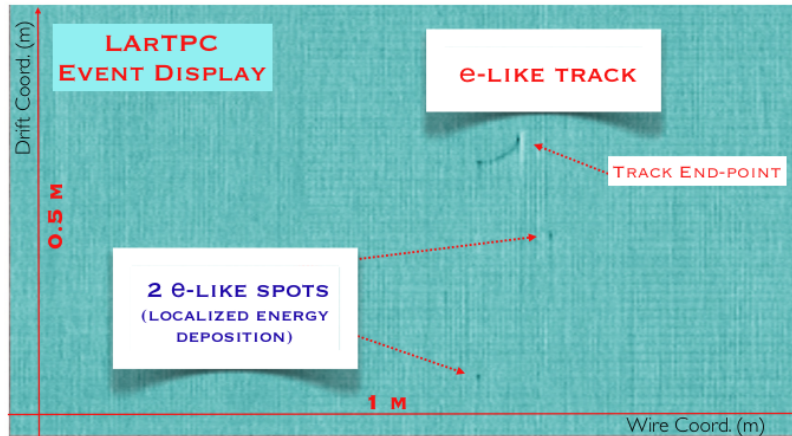 LArTPC
Event Display
Drift Coord. (m)
e-like track
Track End-point
0.5 m
2 e-like spots
(localized energy
deposition)
1 m
Wire Coord. (m)